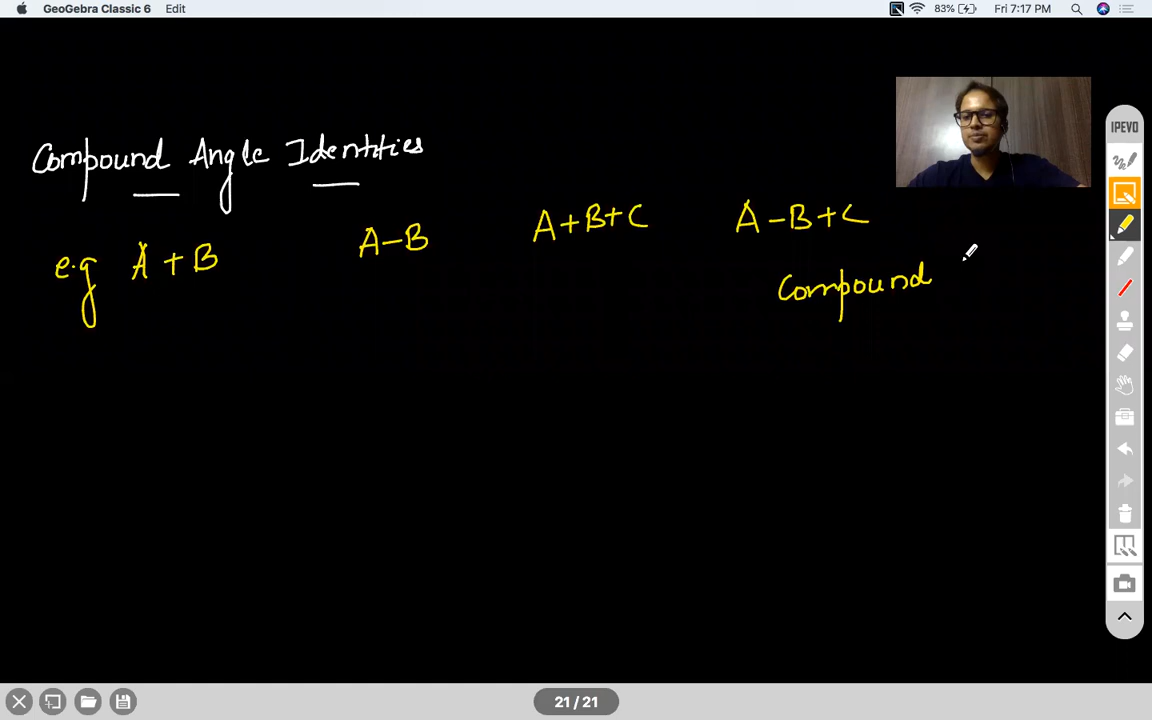 GeoGebra Classic 6 Edit 83% Fri 7:17 PM
IPEVO
Compound Angle Identities
e.g A + B A - B A + B + C A - B + C
Compound
21 / 21